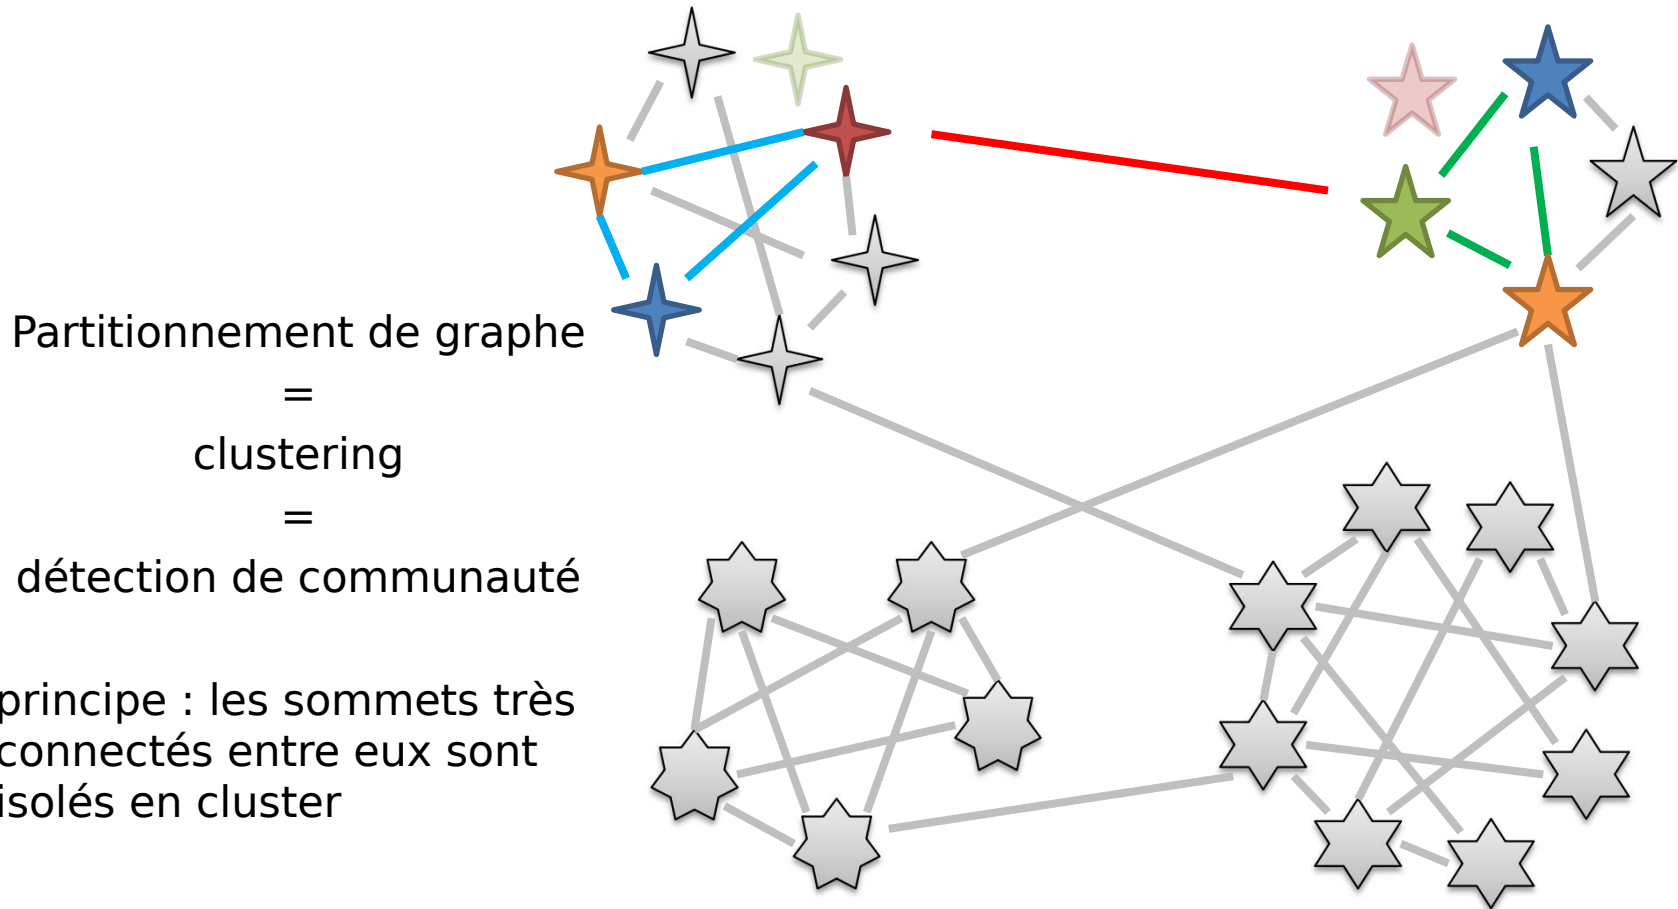 Partitionnement de graphe
=
clustering
=
détection de communauté
principe : les sommets très
connectés entre eux sont
isolés en cluster